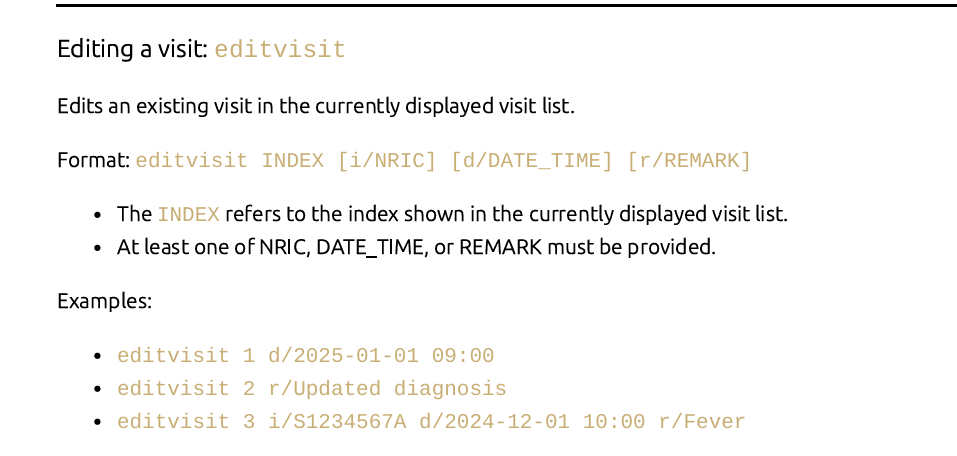 Editing a visit: editvisit
Edits an existing visit in the currently displayed visit list.
Format: editvisit INDEX [i/NRIC] [d/DATE_TIME] [r/REMARK]
• The INDEX refers to the index shown in the currently displayed visit list.
• At least one of NRIC, DATE_TIME, or REMARK must be provided.
Examples:
• editvisit 1 d/2025-01-01 09:00
• editvisit 2 r/Updated diagnosis
• editvisit 3 i/S1234567A d/2024-12-01 10:00 r/Fever